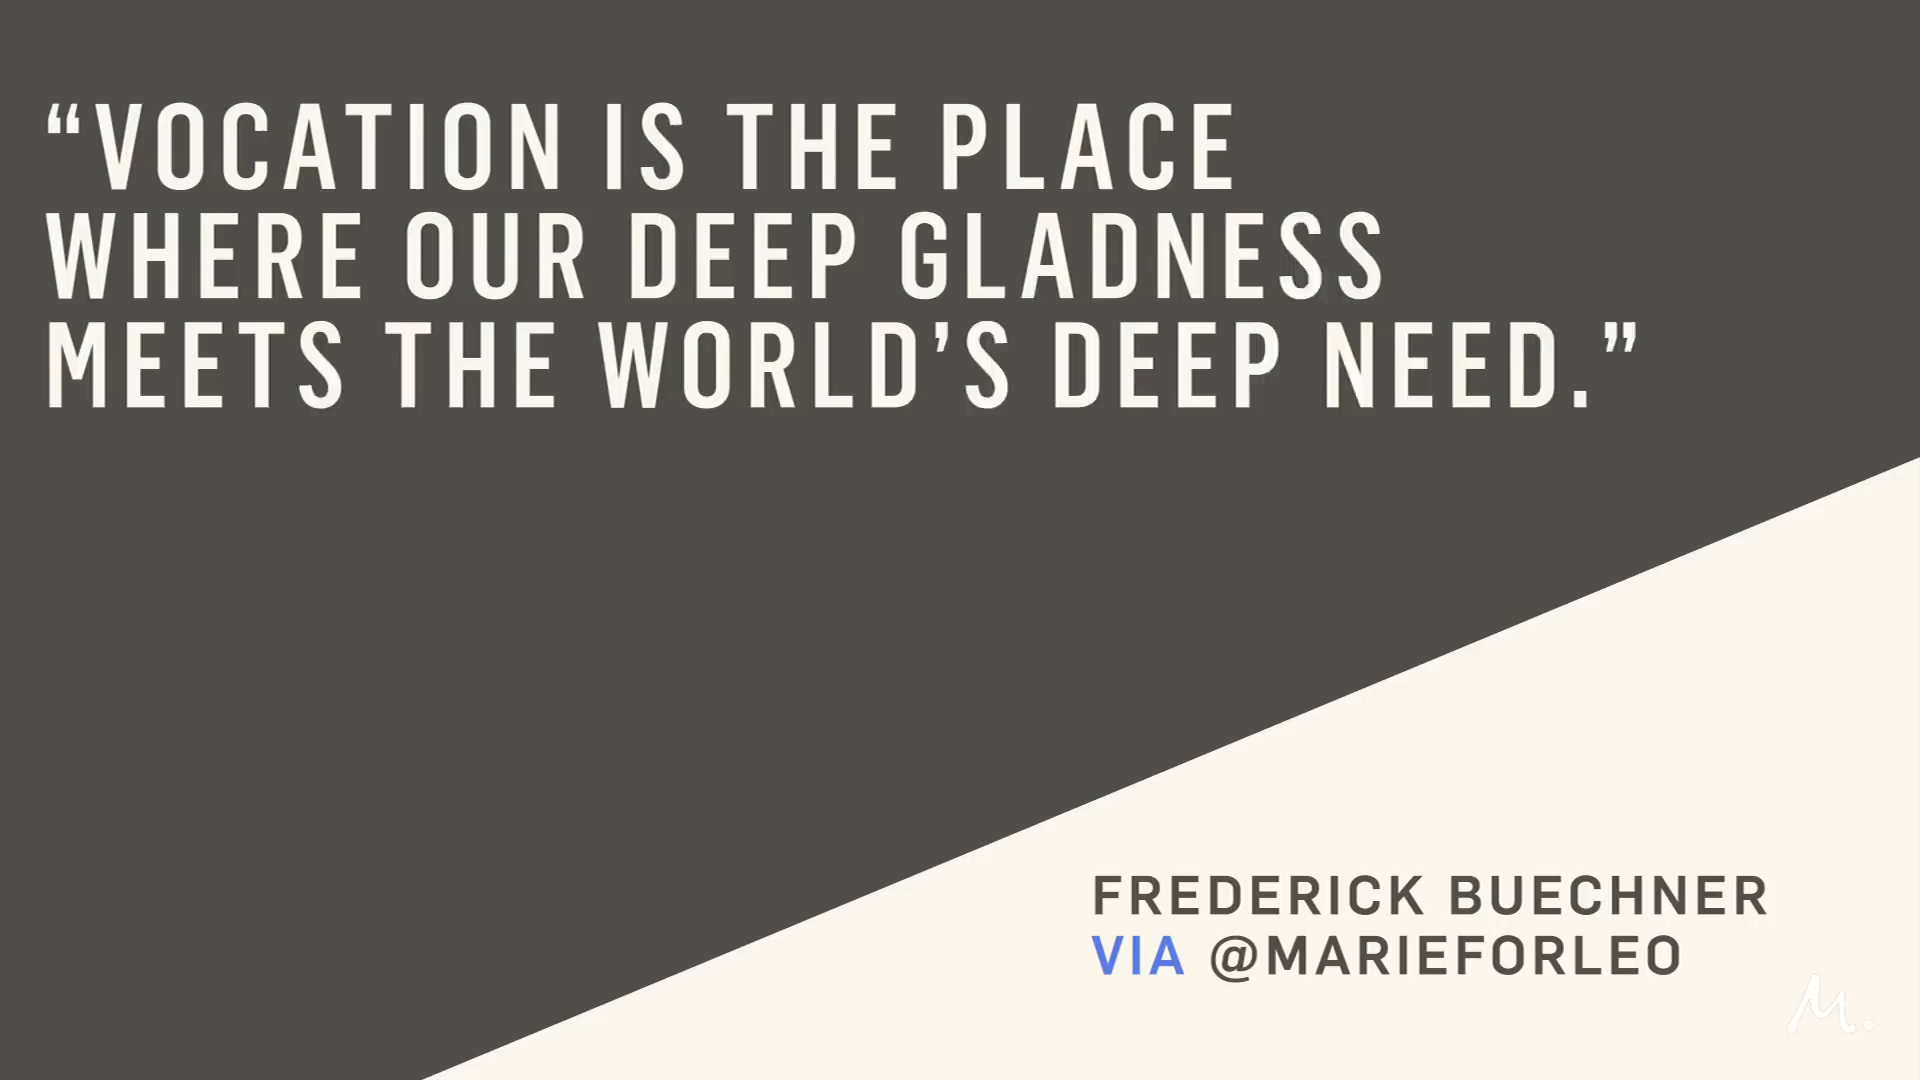 “VOCATION IS THE PLACE
WHERE OUR DEEP GLADNESS
MEETS THE WORLD’S DEEP NEED.”
FREDERICK BUECHNER
VIA @MARIEFORLEO
M.